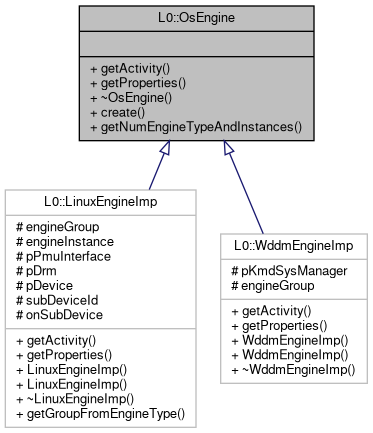 L0::OsEngine
+ getActivity()
+ getProperties()
+ ~OsEngine()
+ create()
+ getNumEngineTypeAndInstances()
L0::LinuxEngineImp
# engineGroup
# engineInstance
# pPmuInterface
# pDrm
# pDevice
# subDeviceId
# onSubDevice
+ getActivity()
+ getProperties()
+ LinuxEngineImp()
+ LinuxEngineImp()
+ ~LinuxEngineImp()
+ getGroupFromEngineType()
L0::WddmEngineImp
# pKmdSysManager
# engineGroup
+ getActivity()
+ getProperties()
+ WddmEngineImp()
+ WddmEngineImp()
+ ~WddmEngineImp()